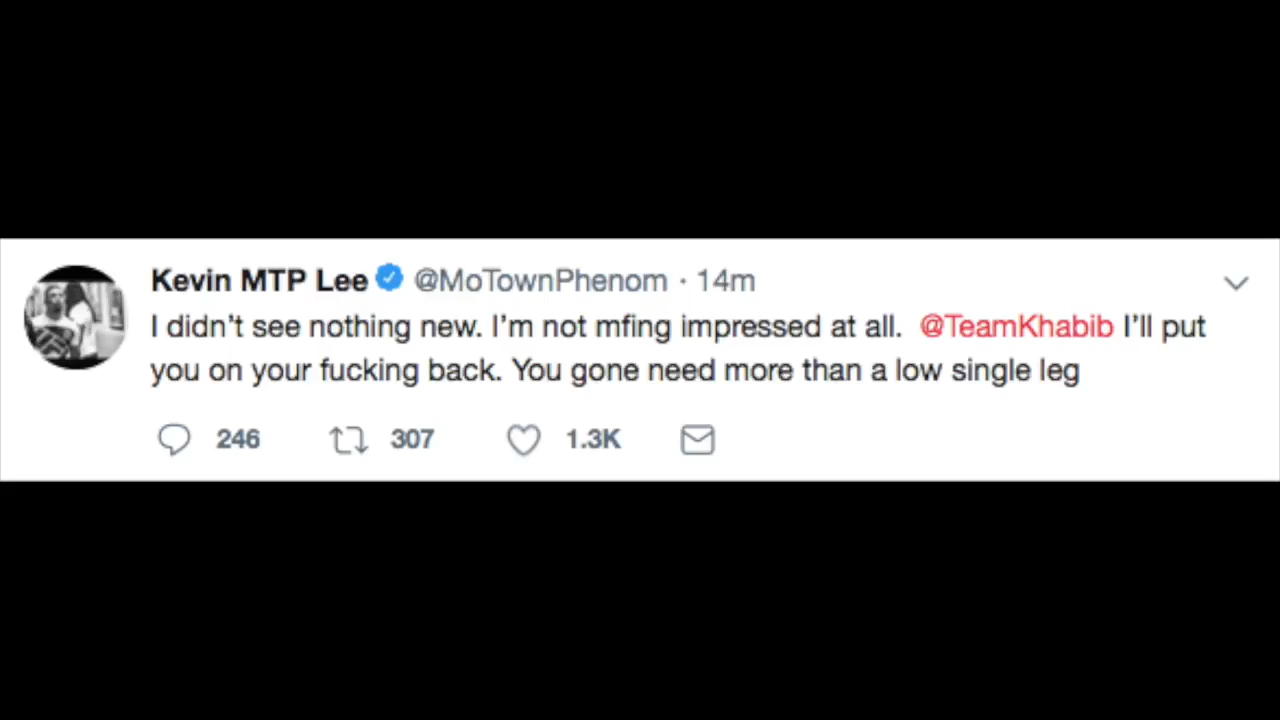 Kevin MTP Lee @MoTownPhenom · 14m
I didn’t see nothing new. I’m not mfing impressed at all.  @TeamKhabib I’ll put
you on your fucking back. You gone need more than a low single leg
246 307 1.3K